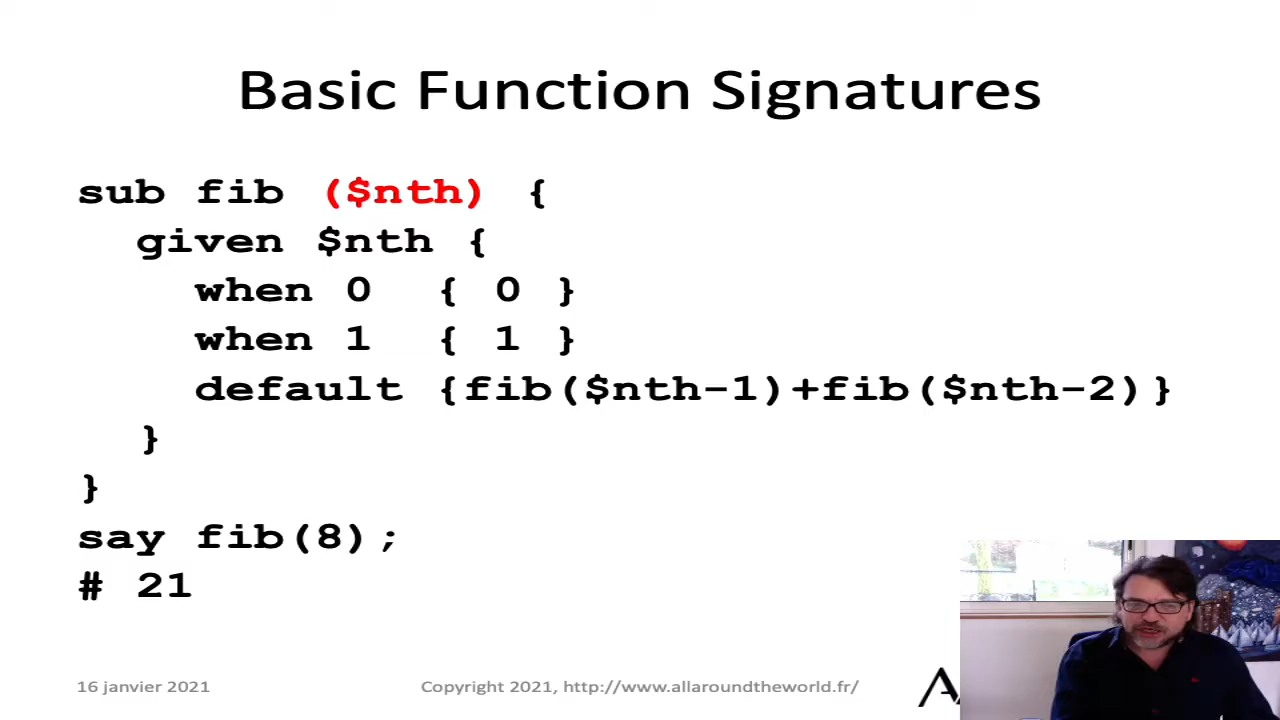 Basic Function Signatures
sub fib ($nth) {
given $nth {
when 0 { 0 }
when 1 { 1 }
default {fib($nth-1)+fib($nth-2)}
}
}
say fib(8);
# 21
16 janvier 2021
Copyright 2021, http://www.allaroundtheworld.fr/